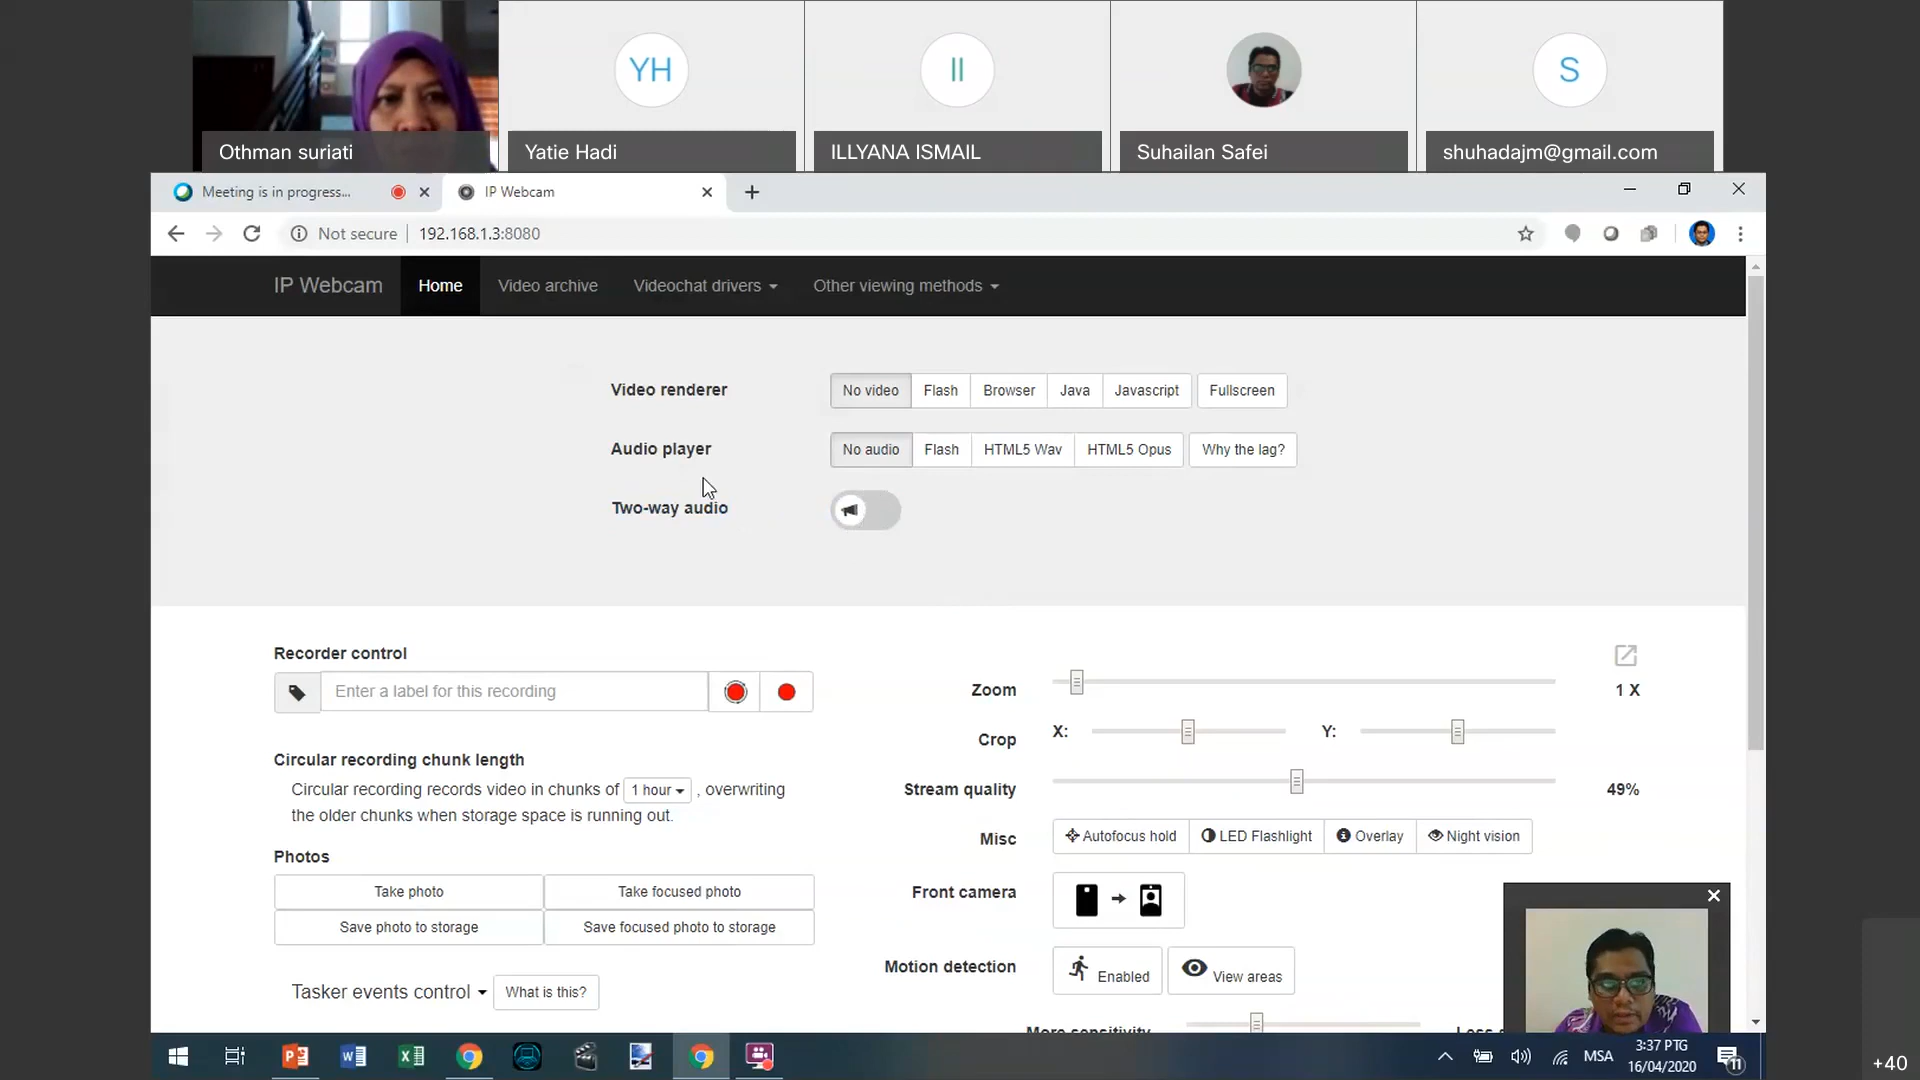 YH
II
S
Othman suriati
Yatie Hadi
ILLYANA ISMAIL
Suhailan Safei
shuhadajm@gmail.com
Meeting is in progress...
IP Webcam
Not secure
192.168.1.3:8080
IP Webcam
Home
Video archive
Videochat drivers
Other viewing methods
Video renderer
No video
Flash
Browser
Java
Javascript
Fullscreen
Audio player
No audio
Flash
HTML5 Wav
HTML5 Opus
Why the lag?
Two-way audio
Recorder control
Enter a label for this recording
Circular recording chunk length
Circular recording records video in chunks of 1 hour , overwriting
the older chunks when storage space is running out.
Photos
Take photo
Take focused photo
Save photo to storage
Save focused photo to storage
Tasker events control
What is this?
Zoom
1 X
Crop
X:
Y:
Stream quality
49%
Misc
Autofocus hold
LED Flashlight
Overlay
Night vision
Front camera
Motion detection
Enabled
View areas
More sensitivity
Less s
MSA
3:37 PTG
16/04/2020
11
+40